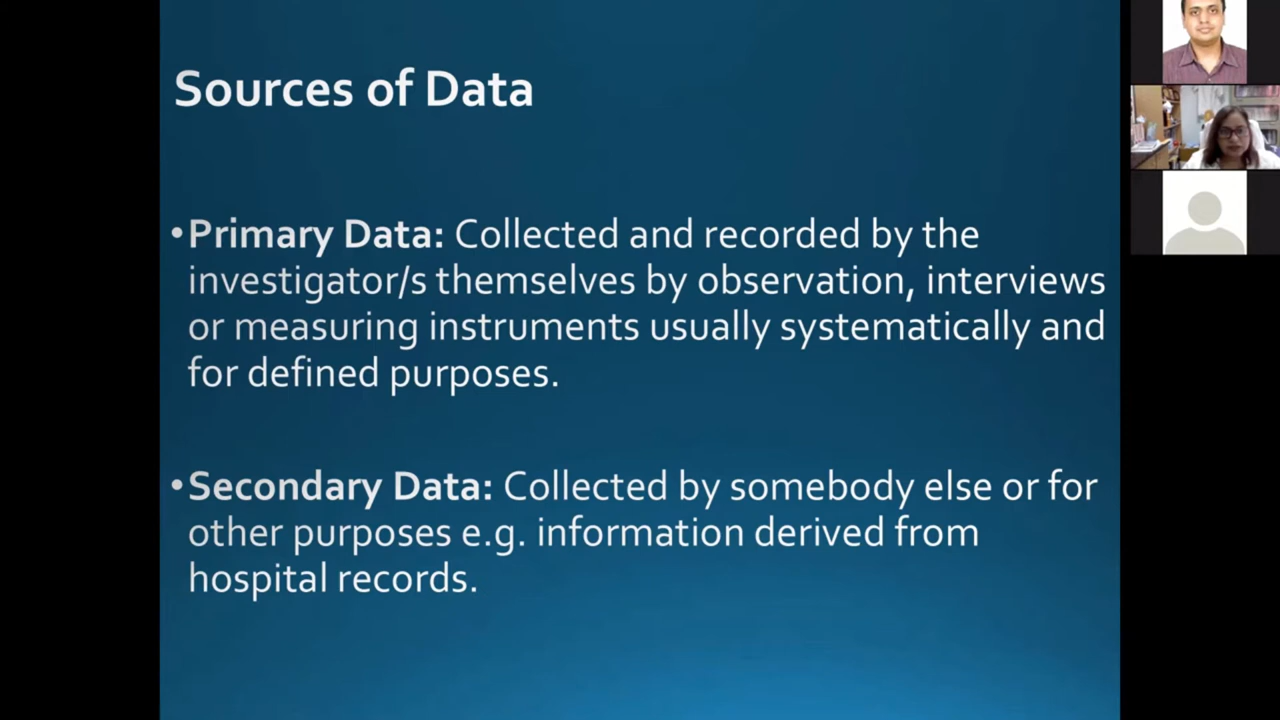 Sources of Data
•Primary Data: Collected and recorded by the
investigator/s themselves by observation, interviews
or measuring instruments usually systematically and
for defined purposes.
•Secondary Data: Collected by somebody else or for
other purposes e.g. information derived from
hospital records.